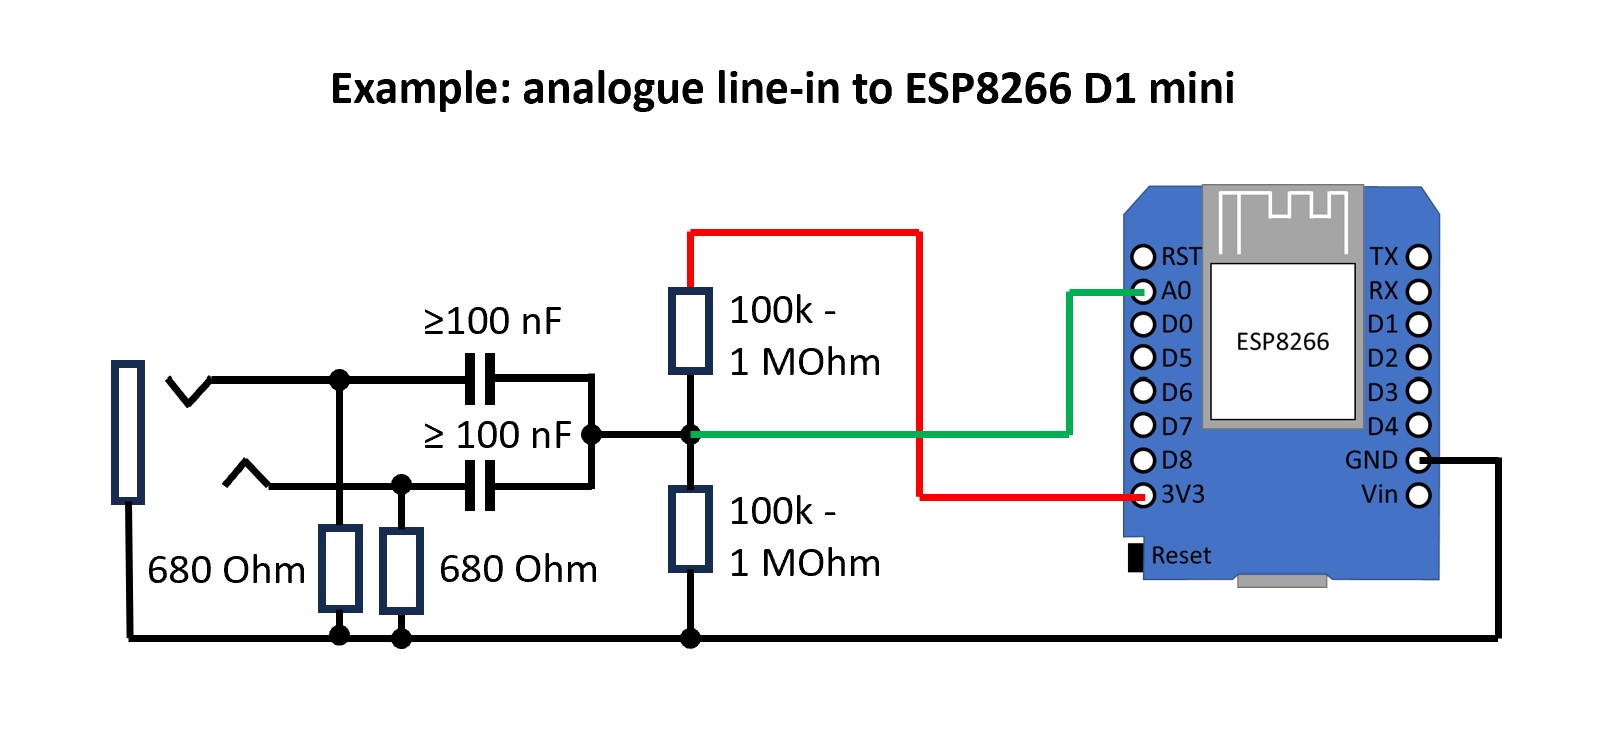 Example: analogue line-in to ESP8266 D1 mini
≥100 nF
≥ 100 nF
680 Ohm
680 Ohm
100k -
1 MOhm
100k -
1 MOhm
RST
A0
D0
D5
D6
D7
D8
3V3
Reset
ESP8266
TX
RX
D1
D2
D3
D4
GND
Vin